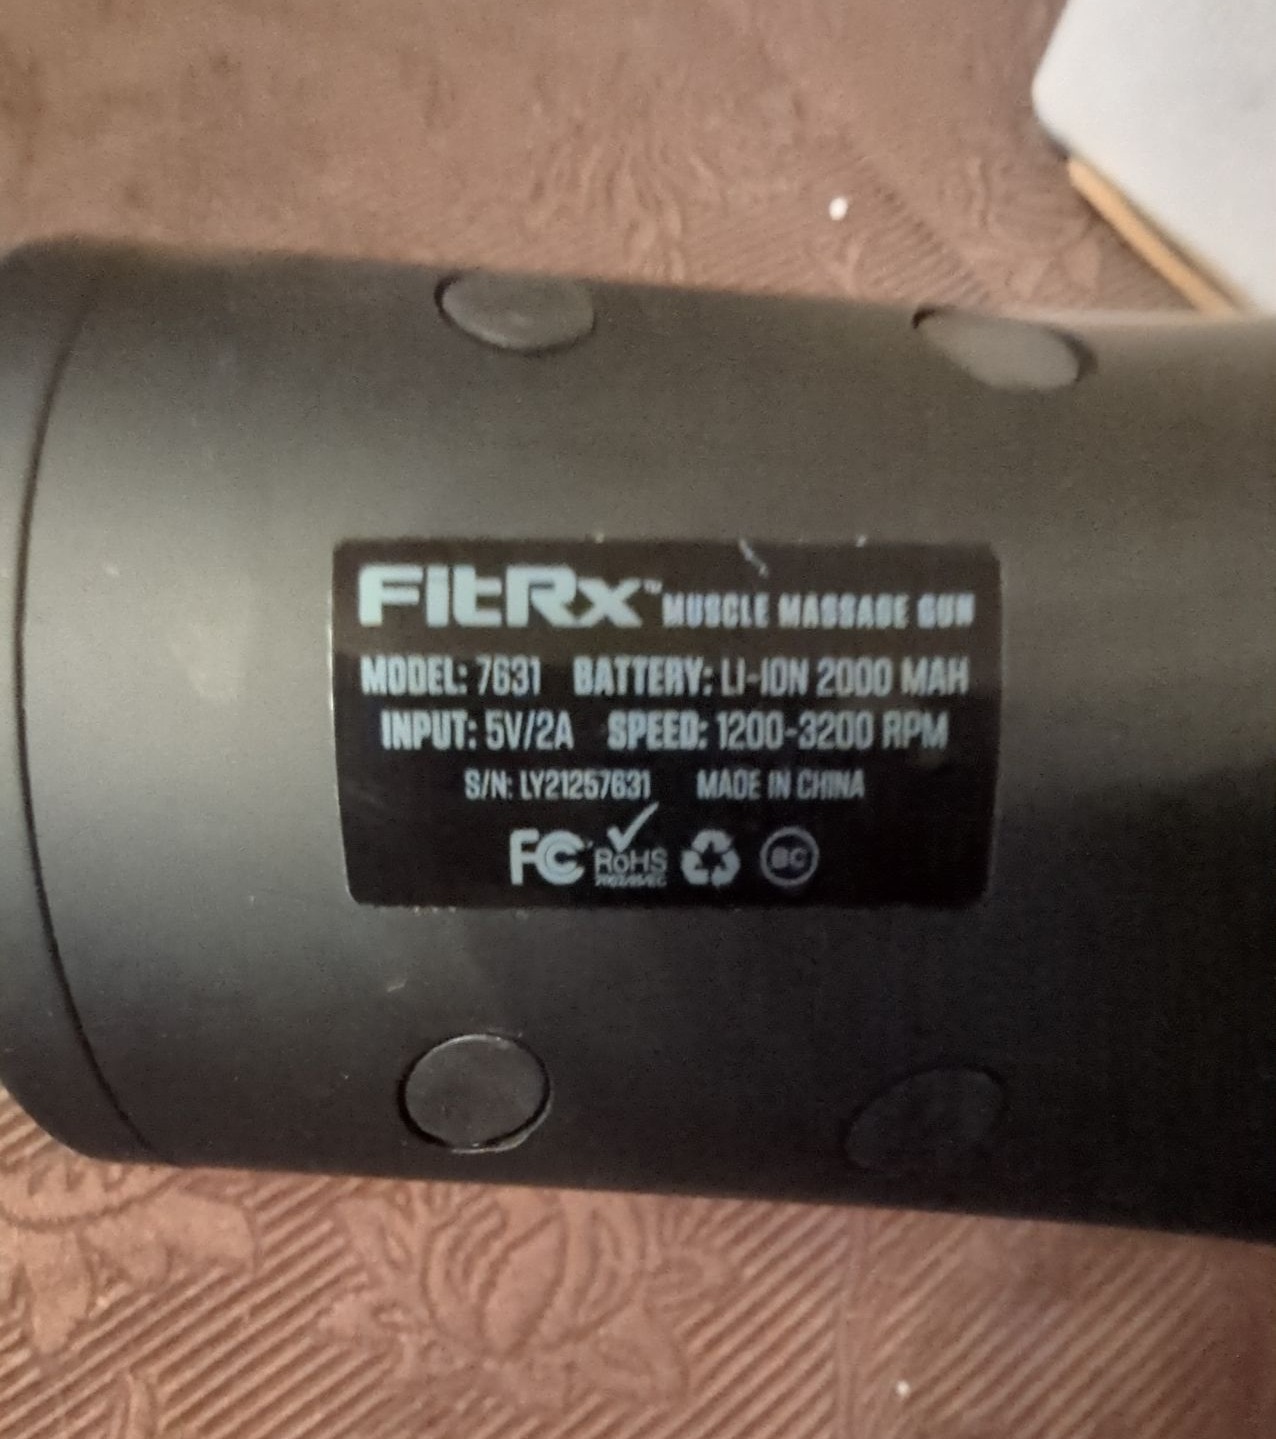 FitRx™ MUSCLE MASSAGE GUN
MODEL: 7631 BATTERY: LI-ION 2000 MAH
INPUT: 5V/2A SPEED: 1200-3200 RPM
S/N: LY21257631 MADE IN CHINA
FC RoHS BC